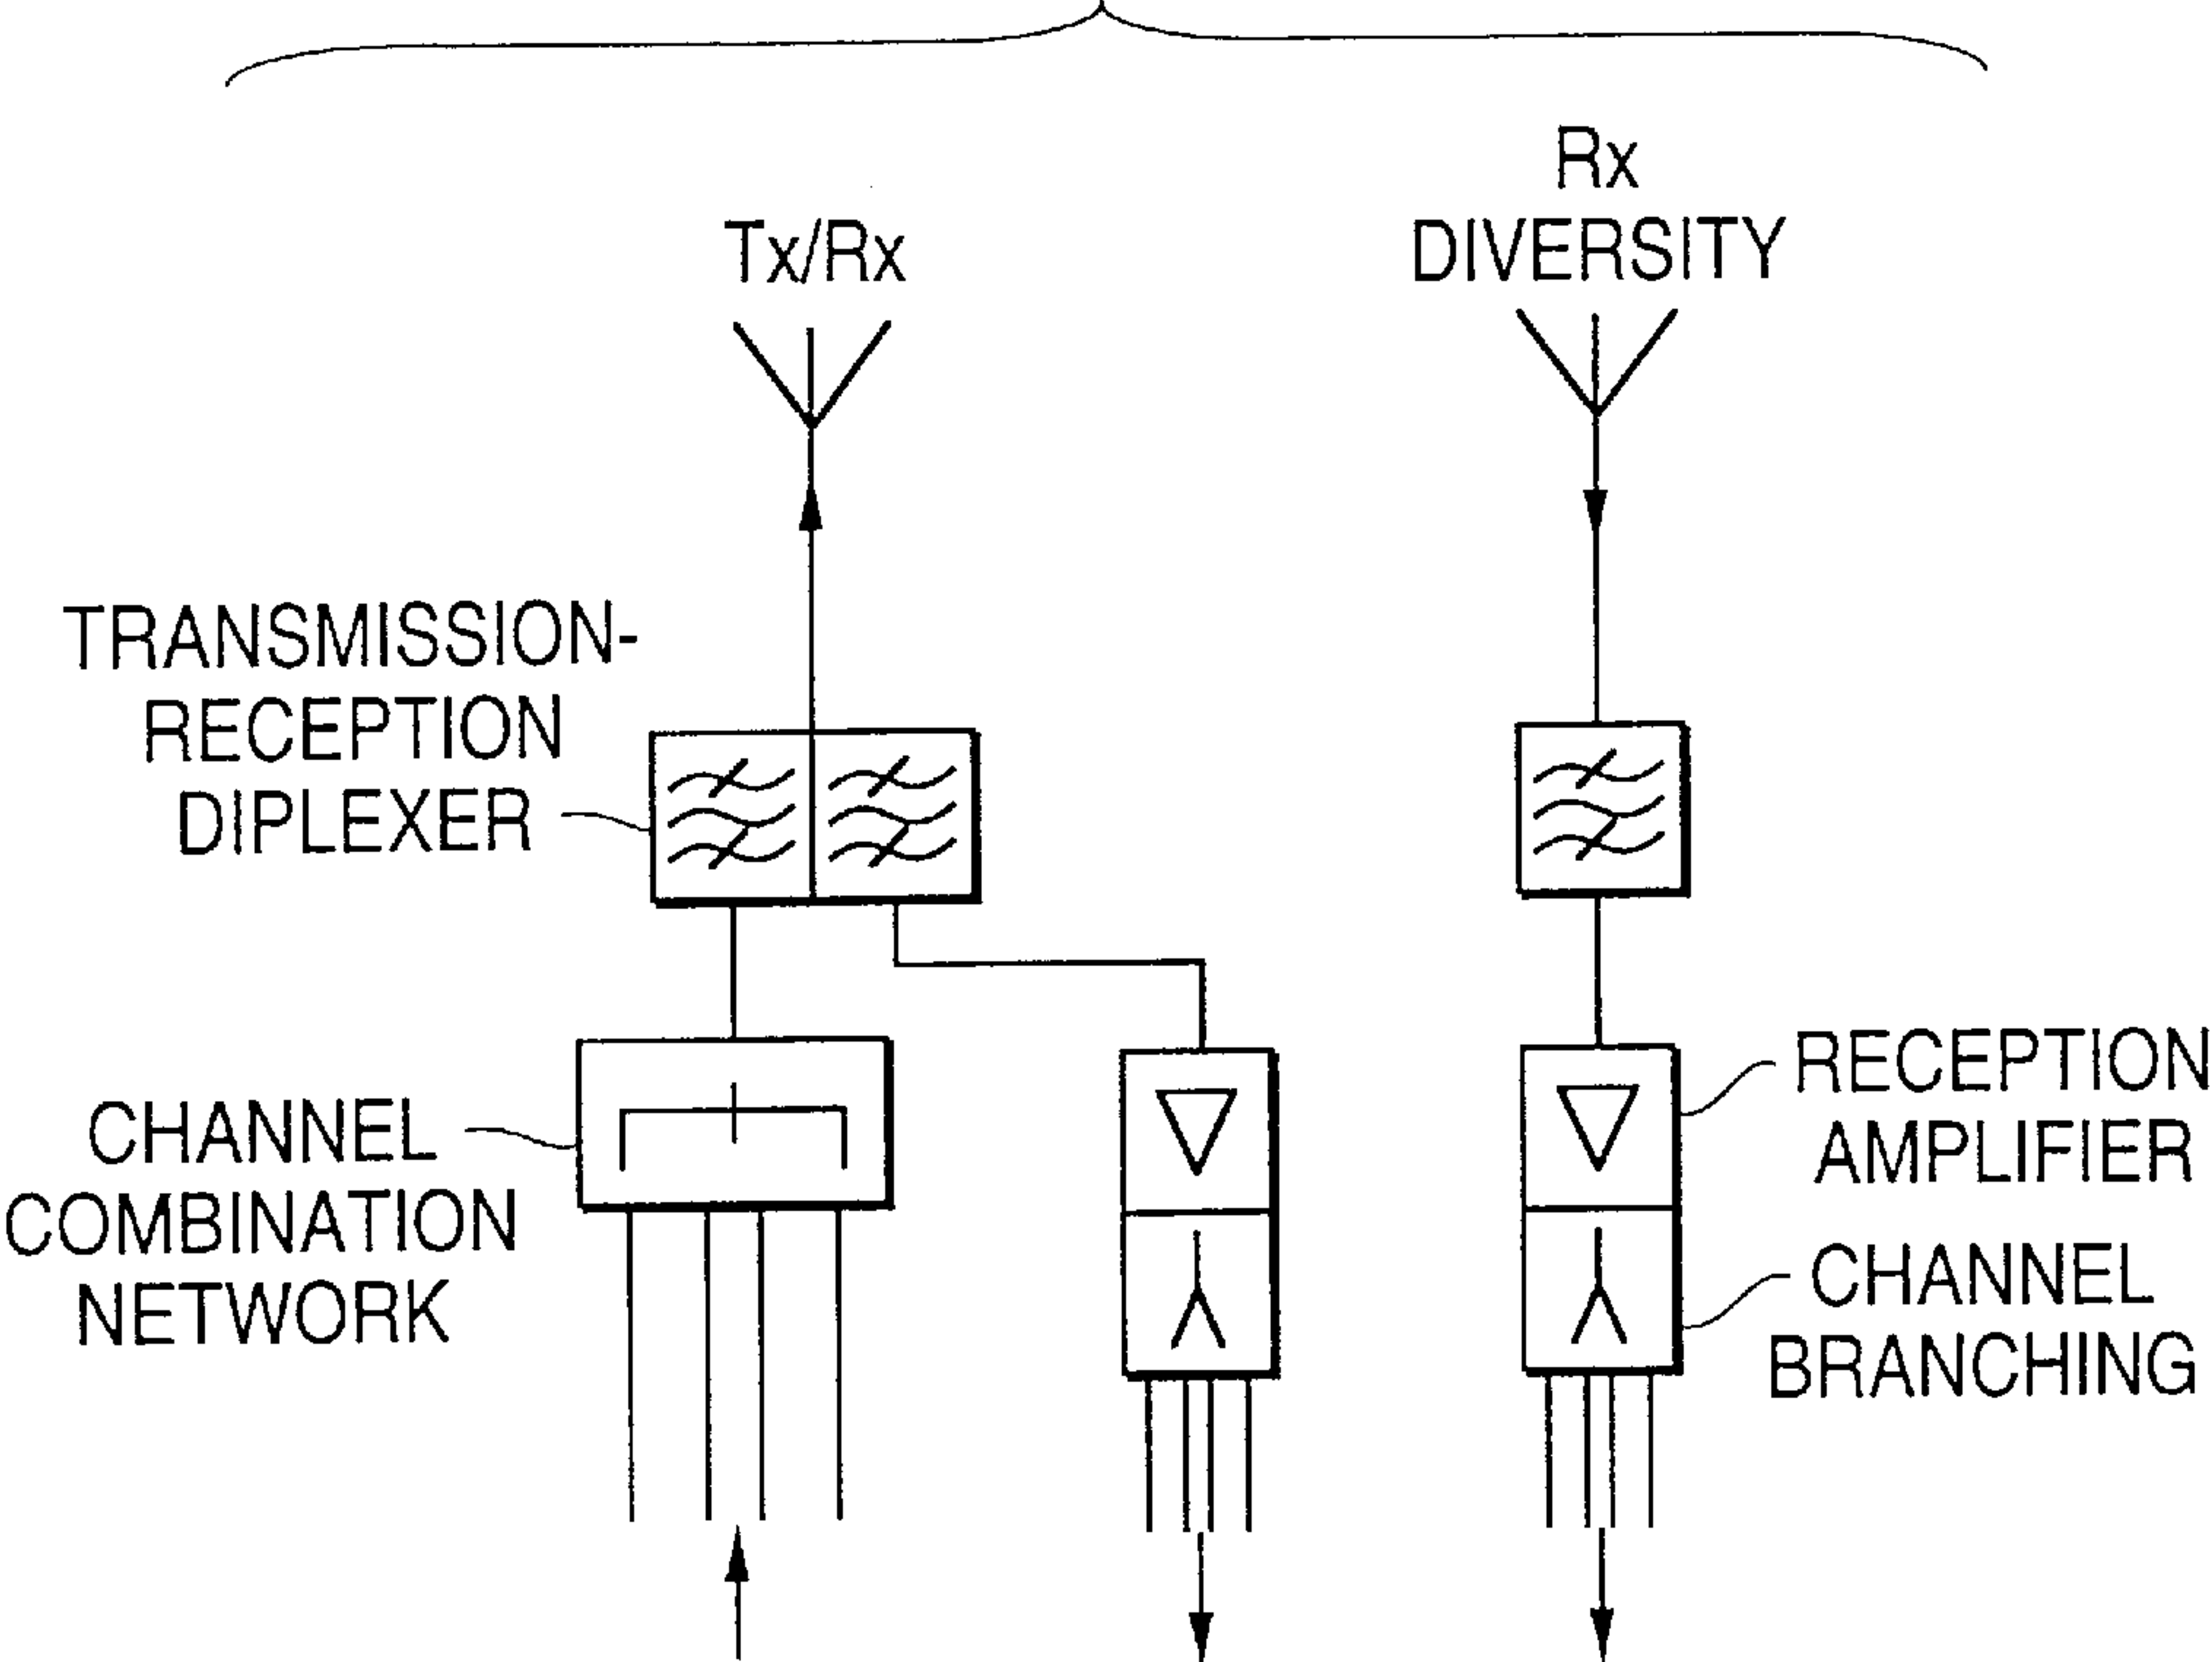 Rx
DIVERSITY
Tx/Rx
TRANSMISSION-
RECEPTION
DIPLEXER
CHANNEL
COMBINATION
NETWORK
RECEPTION
AMPLIFIER
CHANNEL
BRANCHING